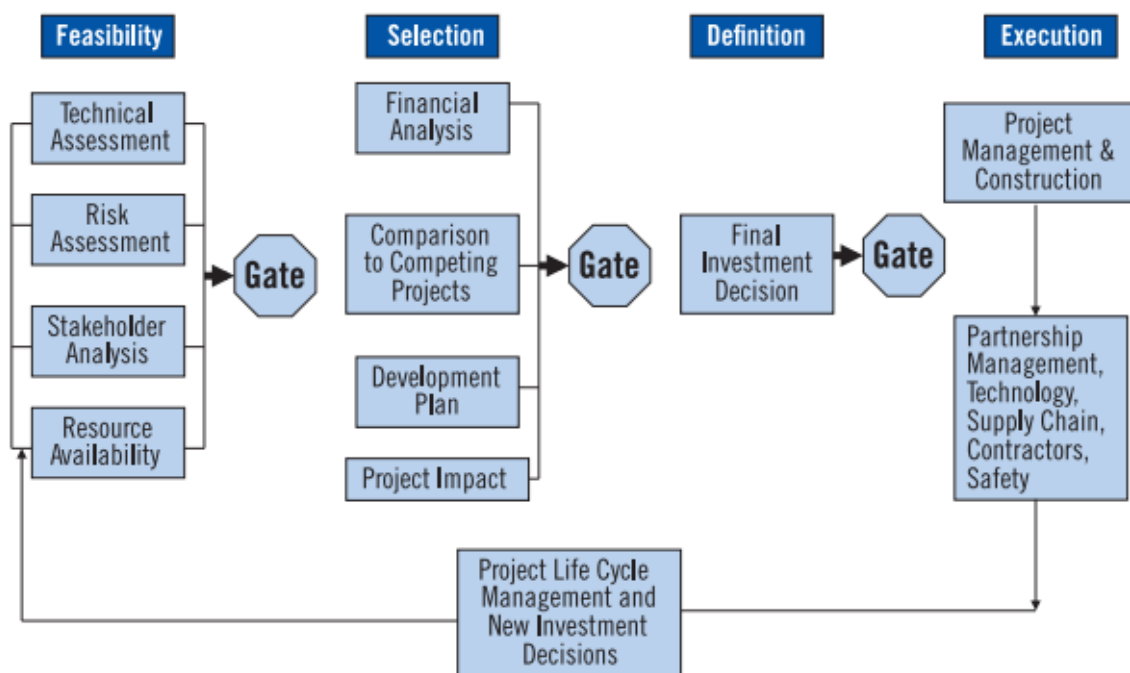 Feasibility
Selection
Definition
Execution
Technical
Assessment
Risk
Assessment
Stakeholder
Analysis
Resource
Availability
Gate
Financial
Analysis
Comparison
to Competing
Projects
Development
Plan
Project Impact
Gate
Final
Investment
Decision
Gate
Project
Management &
Construction
Partnership
Management,
Technology,
Supply Chain,
Contractors,
Safety
Project Life Cycle
Management and
New Investment
Decisions